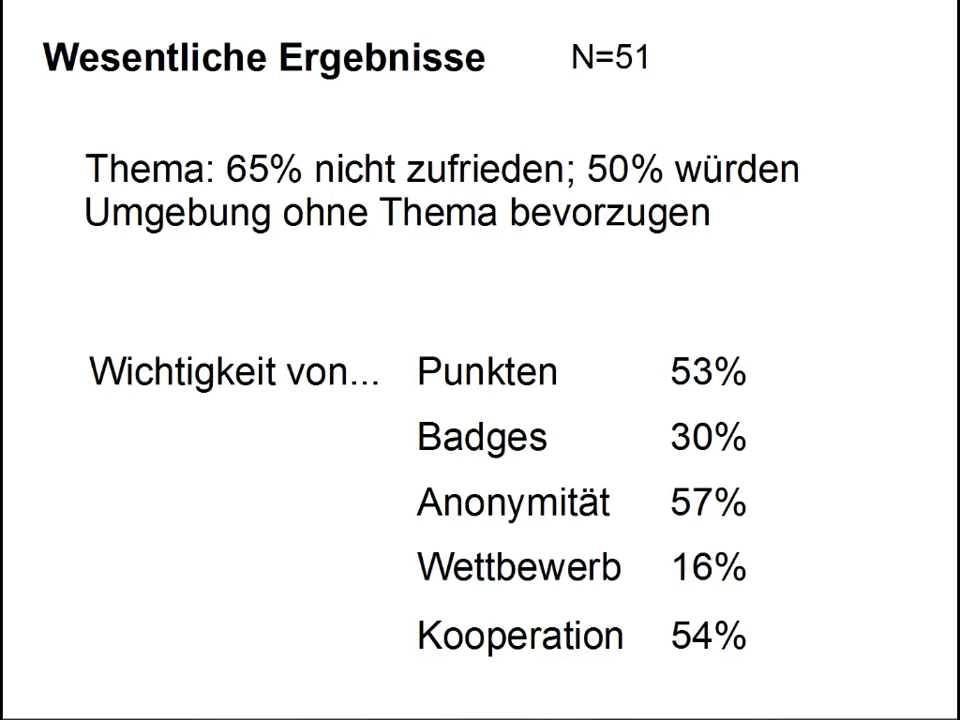 Wesentliche Ergebnisse N=51
Thema: 65% nicht zufrieden; 50% würden
Umgebung ohne Thema bevorzugen
Wichtigkeit von... Punkten 53%
Badges 30%
Anonymität 57%
Wettbewerb 16%
Kooperation 54%